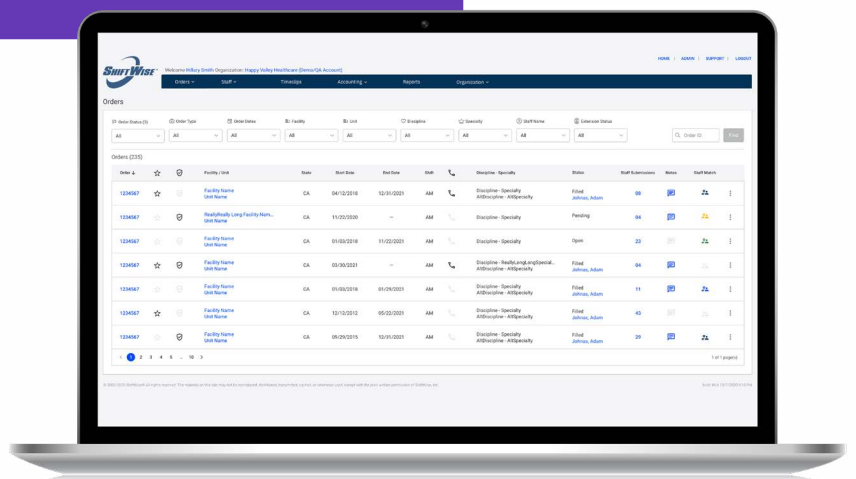 HOME | ADMIN | SUPPORT | LOGOUT
SHIFTWISE
Welcome Hillary Smith Organization: Happy Valley Healthcare (Demo/QA Account)
Orders Staff Timeslips Accounting Reports Organization
Orders
Order Status (3) Order Type Order Dates Facility Unit Discipline Specialty Staff Name Extension Status
All All All All All All All All All Order ID Find
Orders (235)
Order Facility / Unit State Start Date End Date Shift Discipline - Specialty Status Staff Submissions Notes Staff Match
1234567 Facility Name CA 04/12/2018 12/31/2021 AM Discipline - Specialty Filled 08
Unit Name AltDiscipline - AltSpecialty Johnas, Adam
1234567 ReallyReally Long Facility Nam... CA 11/22/2020 – AM Discipline - Specialty Pending 04
Unit Name
1234567 Facility Name CA 01/03/2018 11/22/2021 AM Discipline - Specialty Open 23
Unit Name
1234567 Facility Name CA 03/30/2021 – AM Discipline - ReallyLongLongSpecial... Filled 04
Unit Name AltDiscipline - AltSpecialty Johnas, Adam
1234567 Facility Name CA 01/03/2018 01/29/2021 AM Discipline - Specialty Filled 11
Unit Name AltDiscipline - AltSpecialty Johnas, Adam
1234567 Facility Name CA 12/12/2012 05/22/2021 AM Discipline - Specialty Filled 43
Unit Name AltDiscipline - AltSpecialty Johnas, Adam
1234567 Facility Name CA 09/29/2015 12/31/2021 AM Discipline - Specialty Filled 29
Unit Name AltDiscipline - AltSpecialty Johnas, Adam
1 2 3 4 5 ... 10 1 of 1 page(s)